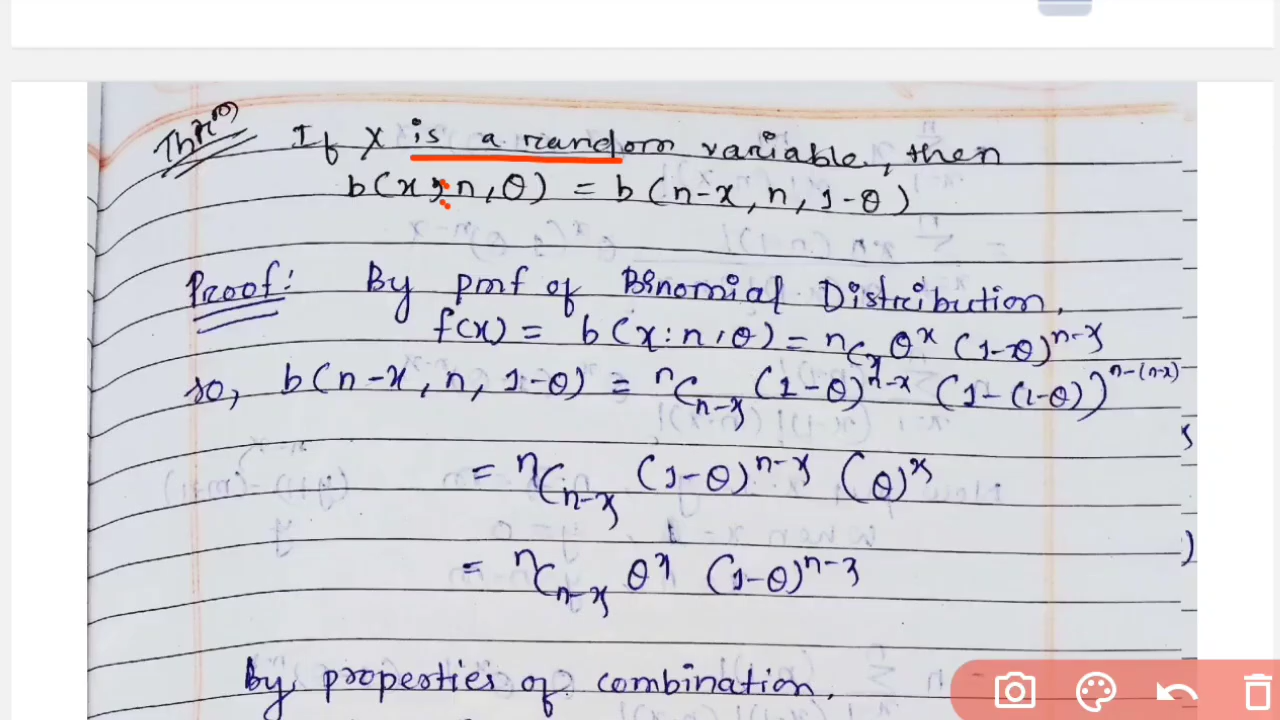 Thrm
If X is a random variable, then
b(x; n, θ) = b(n-x, n, 1-θ)
Proof: By pmf of Binomial Distribution,
f(x) = b(x: n, θ) = nCx θ^x (1-θ)^n-x
so, b(n-x, n, 1-θ) = nCn-x (1-θ)^n-x (1-(1-θ))^n-(n-x)
= nCn-x (1-θ)^n-x (θ)^x
= nCn-x θ^x (1-θ)^n-x
by properties of combination,